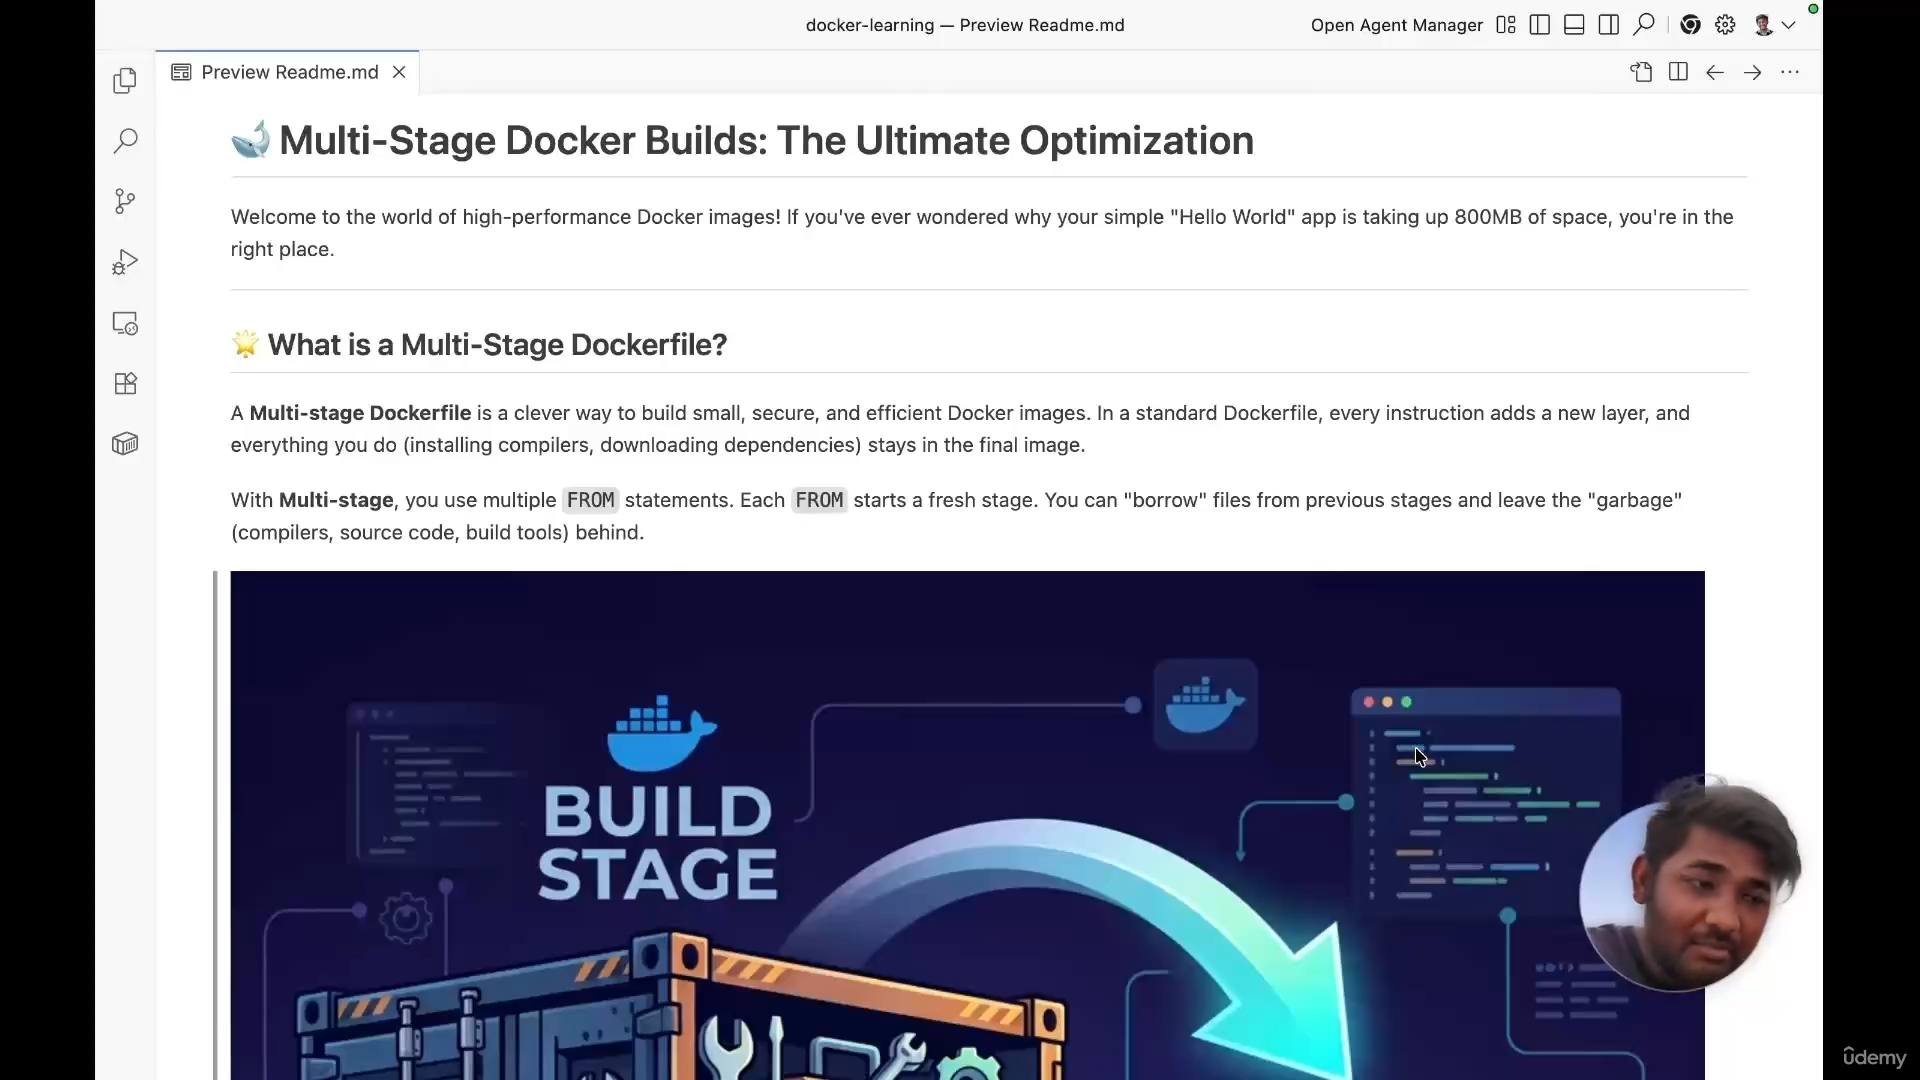 docker-learning — Preview Readme.md
Open Agent Manager
Preview Readme.md
Multi-Stage Docker Builds: The Ultimate Optimization
Welcome to the world of high-performance Docker images! If you've ever wondered why your simple "Hello World" app is taking up 800MB of space, you're in the
right place.
What is a Multi-Stage Dockerfile?
A Multi-stage Dockerfile is a clever way to build small, secure, and efficient Docker images. In a standard Dockerfile, every instruction adds a new layer, and
everything you do (installing compilers, downloading dependencies) stays in the final image.
With Multi-stage, you use multiple FROM statements. Each FROM starts a fresh stage. You can "borrow" files from previous stages and leave the "garbage"
(compilers, source code, build tools) behind.
BUILD
STAGE
ûdemy